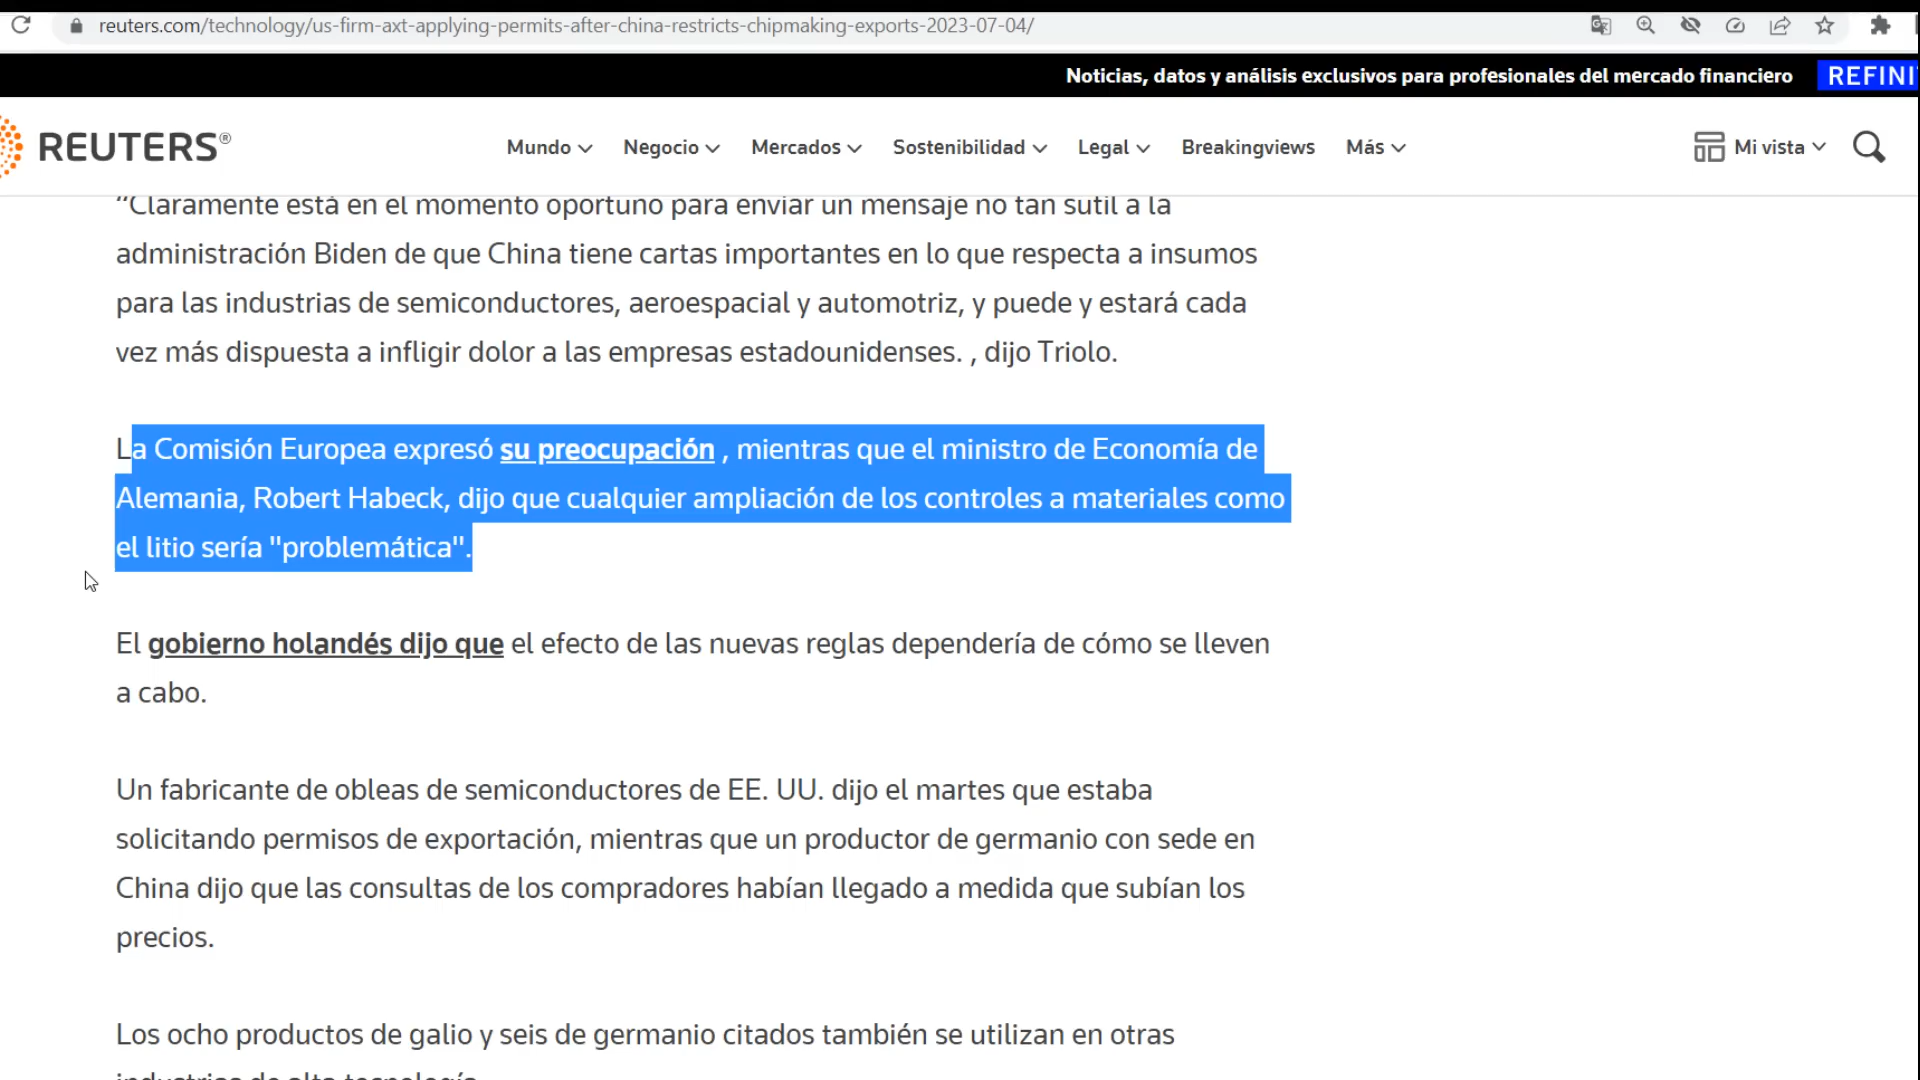 reuters.com/technology/us-firm-axt-applying-permits-after-china-restricts-chipmaking-exports-2023-07-04/
Noticias, datos y análisis exclusivos para profesionales del mercado financiero REFINI
REUTERS® Mundo Negocio Mercados Sostenibilidad Legal Breakingviews Más Mi vista
“Claramente está en el momento oportuno para enviar un mensaje no tan sutil a la
administración Biden de que China tiene cartas importantes en lo que respecta a insumos
para las industrias de semiconductores, aeroespacial y automotriz, y puede y estará cada
vez más dispuesta a infligir dolor a las empresas estadounidenses. , dijo Triolo.
La Comisión Europea expresó su preocupación , mientras que el ministro de Economía de
Alemania, Robert Habeck, dijo que cualquier ampliación de los controles a materiales como
el litio sería "problemática".
El gobierno holandés dijo que el efecto de las nuevas reglas dependería de cómo se lleven
a cabo.
Un fabricante de obleas de semiconductores de EE. UU. dijo el martes que estaba
solicitando permisos de exportación, mientras que un productor de germanio con sede en
China dijo que las consultas de los compradores habían llegado a medida que subían los
precios.
Los ocho productos de galio y seis de germanio citados también se utilizan en otras
industrias de alta tecnología